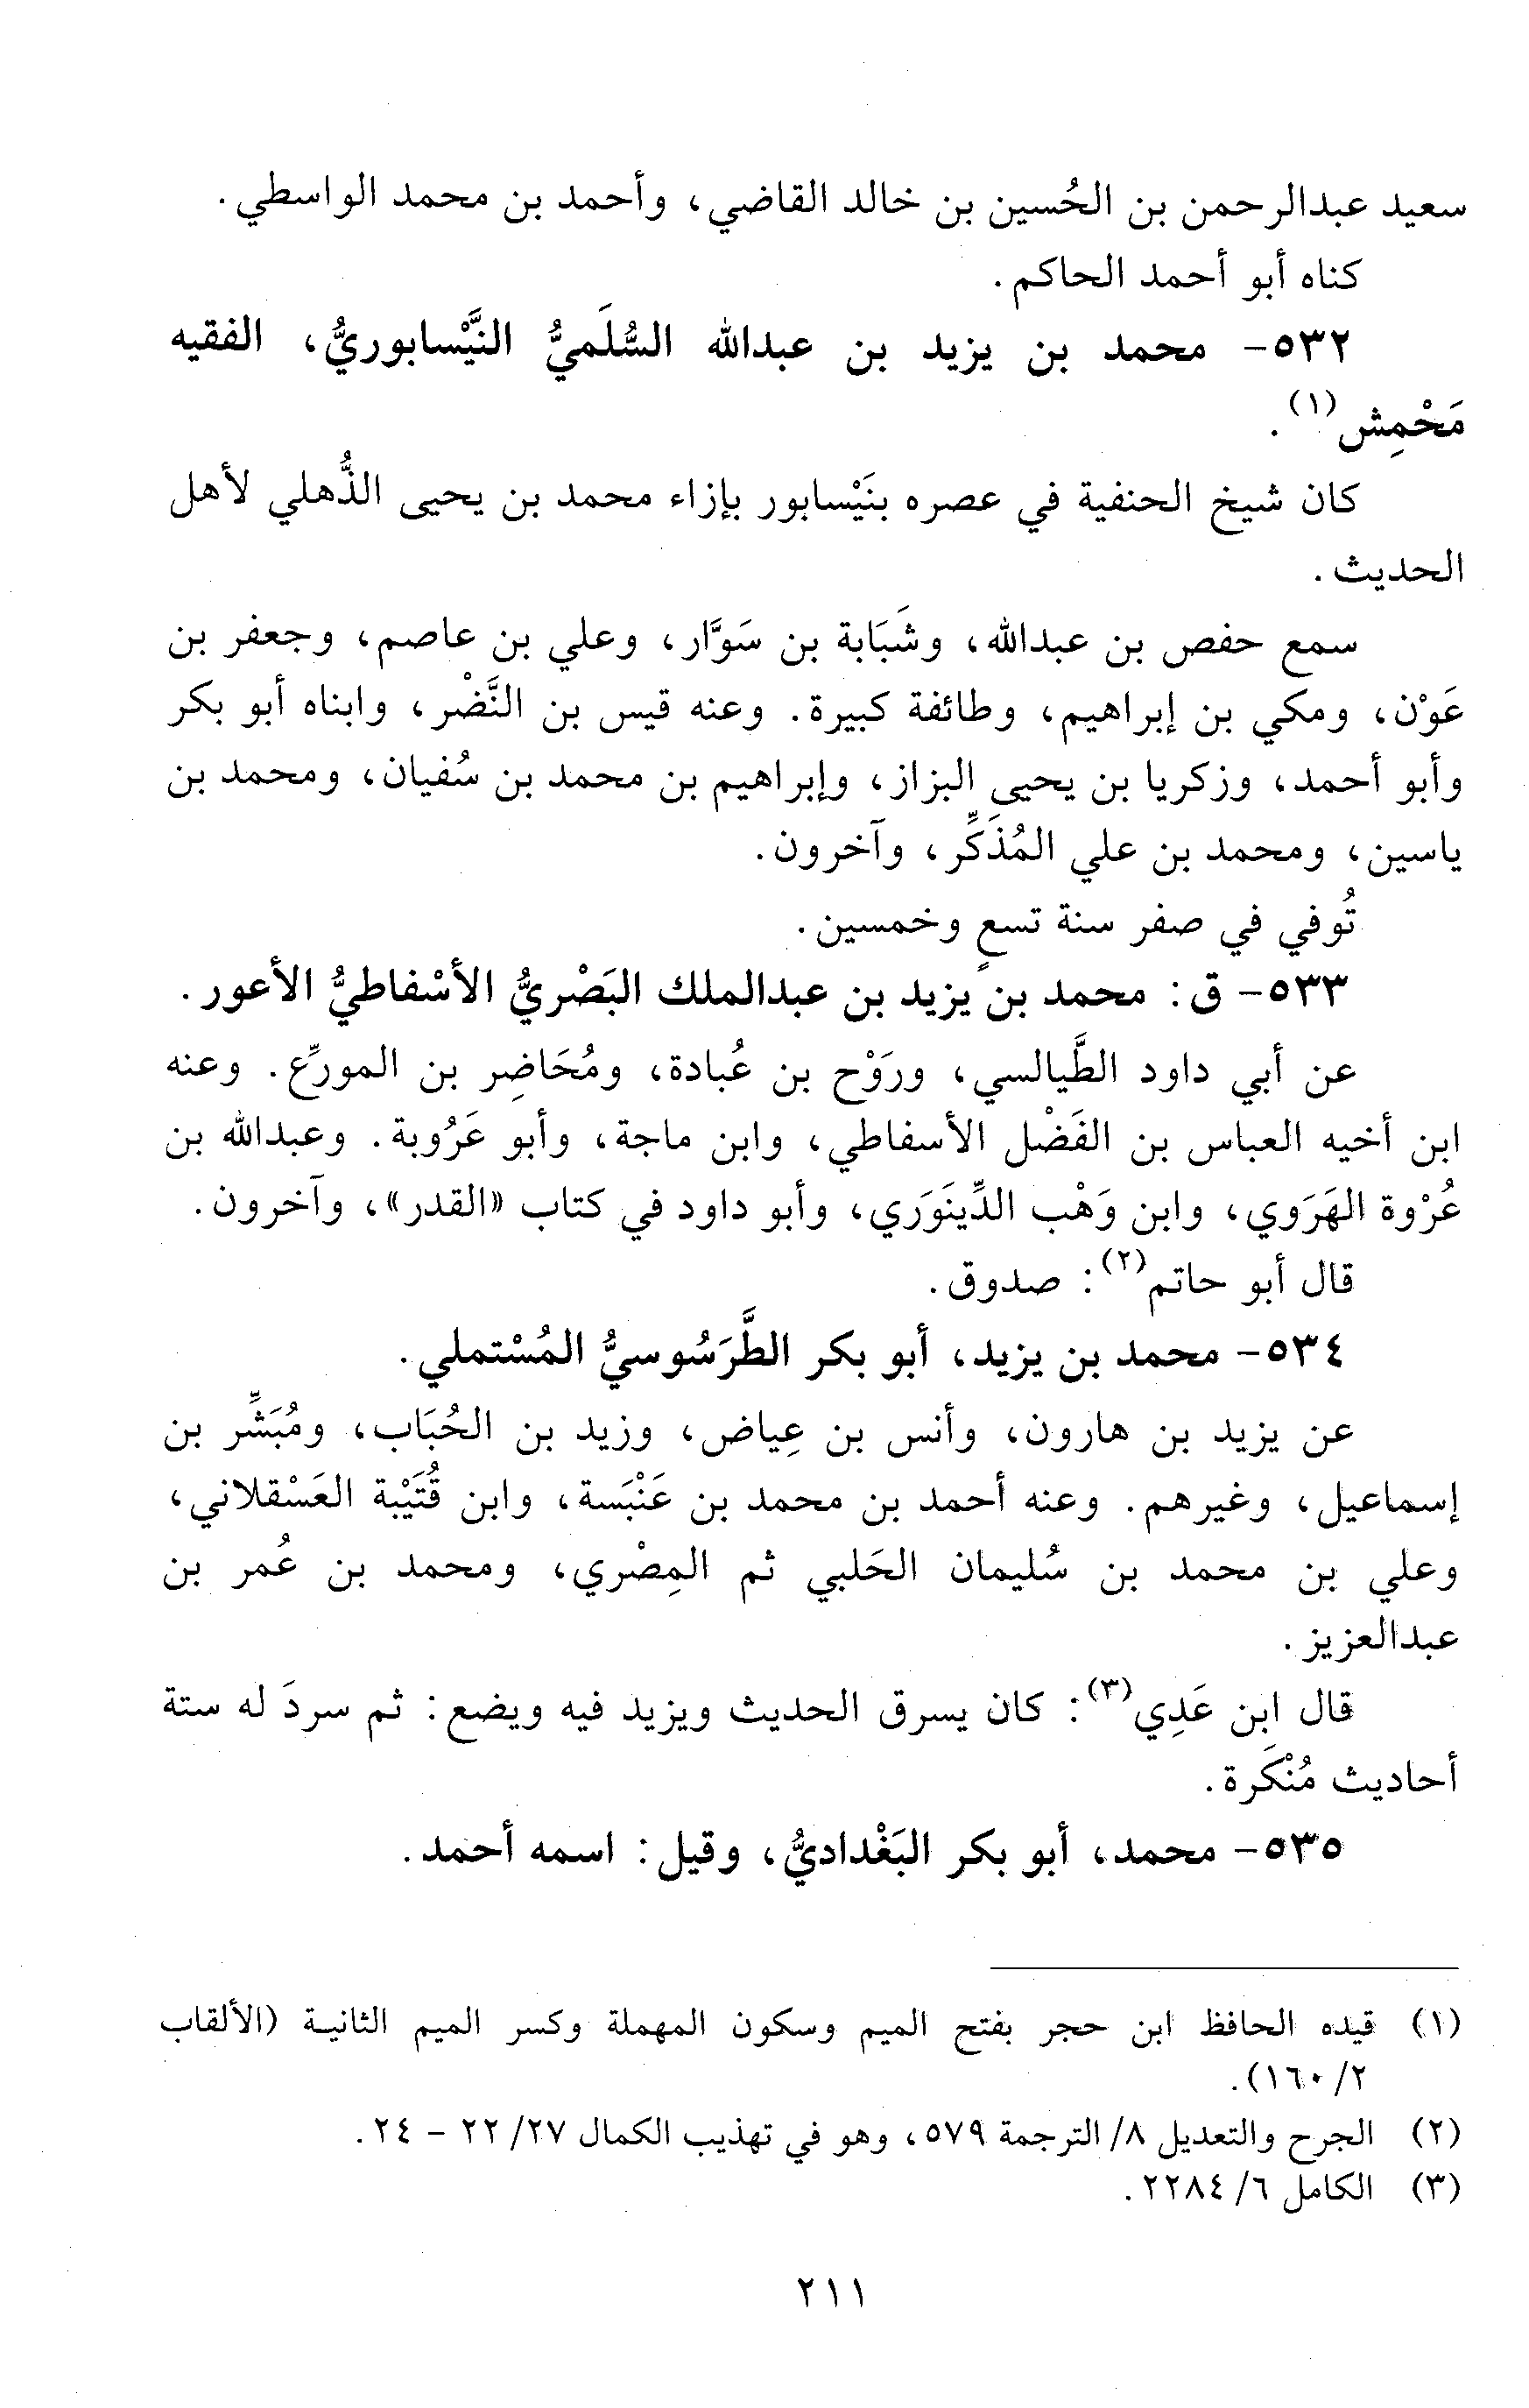 سعيد عبدالرحمن بن الحُسين بن خالد القاضي، وأحمد بن محمد الواسطي.
كناه أبو أحمد الحاكم.
٥٣٢- محمد بن يزيد بن عبدالله السُّلَميُّ النَّيْسابوريُّ، الفقيه
مَحْمِش(١).
كان شيخ الحنفية في عصره بنَيْسابور بإزاء محمد بن يحيى الذُّهلي لأهل
الحديث.
سمع حفص بن عبدالله، وشَبَابة بن سَوَّار، وعلي بن عاصم، وجعفر بن
عَوْن، ومكي بن إبراهيم، وطائفة كبيرة. وعنه قيس بن النَّضْر، وابناه أبو بكر
وأبو أحمد، وزكريا بن يحيى البزاز، وإبراهيم بن محمد بن سُفيان، ومحمد بن
ياسين، ومحمد بن علي المُذَكِّر، وآخرون.
تُوفي في صفر سنة تسعٍ وخمسين.
٥٣٣- ق: محمد بن يزيد بن عبدالملك البَصْريُّ الأسْفاطيُّ الأعور.
عن أبي داود الطَّيالسي، ورَوْح بن عُبادة، ومُحَاضِر بن المورِّع. وعنه
ابن أخيه العباس بن الفَضْل الأسفاطي، وابن ماجة، وأبو عَرُوبة. وعبدالله بن
عُرْوة الهَرَوي، وابن وَهْب الدِّينَوَري، وأبو داود في كتاب «القدر»، وآخرون.
قال أبو حاتم(٢): صدوق.
٥٣٤- محمد بن يزيد، أبو بكر الطَّرَسُوسيُّ المُسْتملي.
عن يزيد بن هارون، وأنس بن عِياض، وزيد بن الحُبَاب، ومُبَشِّر بن
إسماعيل، وغيرهم. وعنه أحمد بن محمد بن عَنْبَسة، وابن قُتَيْبة العَسْقلاني،
وعلي بن محمد بن سُليمان الحَلبي ثم المِصْري، ومحمد بن عُمر بن
عبدالعزيز.
قال ابن عَدِي(٣): كان يسرق الحديث ويزيد فيه ويضع: ثم سردَ له ستة
أحاديث مُنْكَرة.
٥٣٥- محمد، أبو بكر البَغْداديُّ، وقيل: اسمه أحمد.
(١) قيده الحافظ ابن حجر بفتح الميم وسكون المهملة وكسر الميم الثانية (الألقاب
٢/ ١٦٠).
(٢) الجرح والتعديل ٨/ الترجمة ٥٧٩، وهو في تهذيب الكمال ٢٧/ ٢٢ - ٢٤.
(٣) الكامل ٦/ ٢٢٨٤.
٢١١